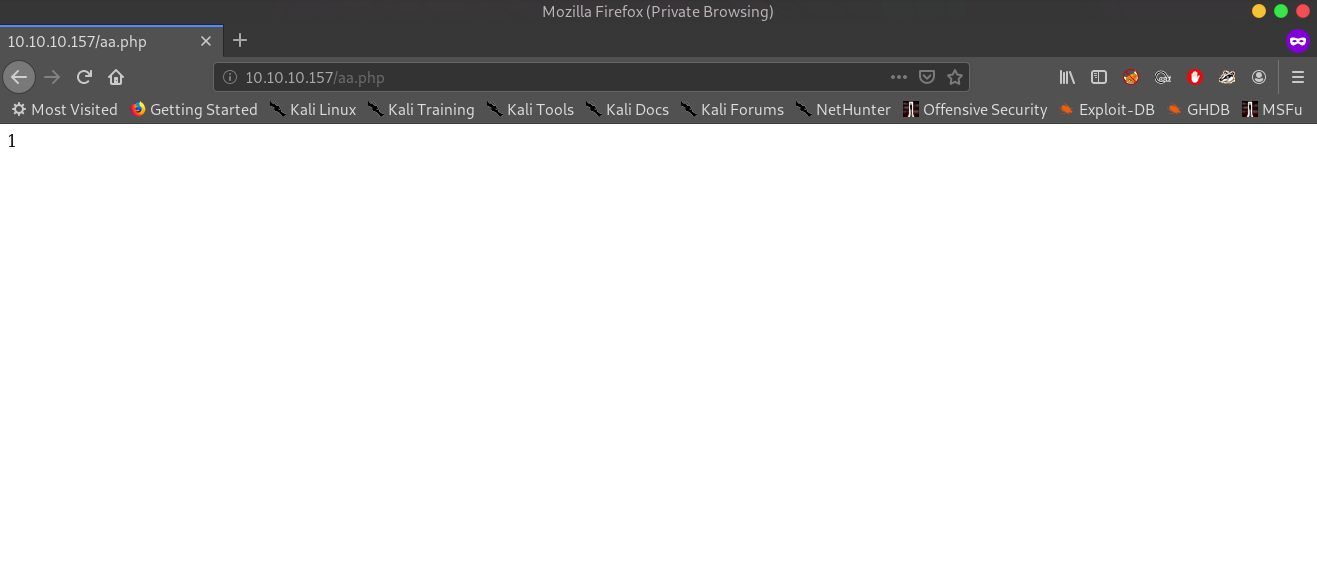 Mozilla Firefox (Private Browsing)
10.10.10.157/aa.php
10.10.10.157/aa.php
Most Visited Getting Started Kali Linux Kali Training Kali Tools Kali Docs Kali Forums NetHunter Offensive Security Exploit-DB GHDB MSFu
1